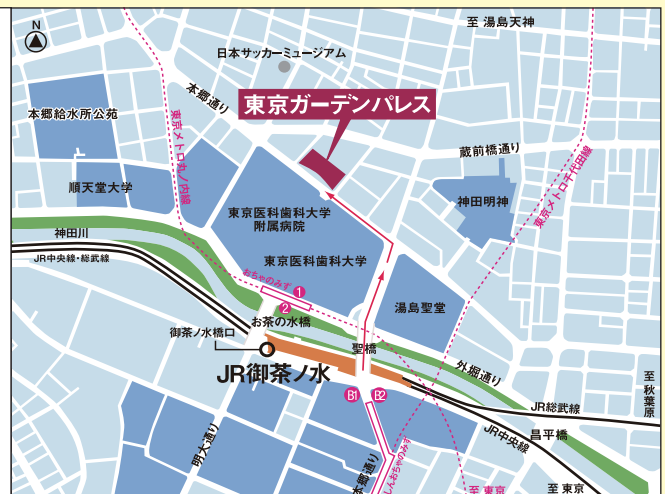 N
至 湯島天神
日本サッカーミュージアム
本郷通り
東京ガーデンパレス
本郷給水所公苑
東京メトロ丸ノ内線
蔵前橋通り
順天堂大学
東京メトロ千代田線
神田明神
東京医科歯科大学
附属病院
神田川
東京医科歯科大学
JR中央線・総武線
おちゃのみず
1
2
湯島聖堂
お茶の水橋
御茶ノ水橋口
聖橋
外堀通り
JR御茶ノ水
至秋葉原
B1
B2
JR総武線
JR中央線
昌平橋
明大通り
本郷通り
しんおちゃのみず
至 東京
至 東京